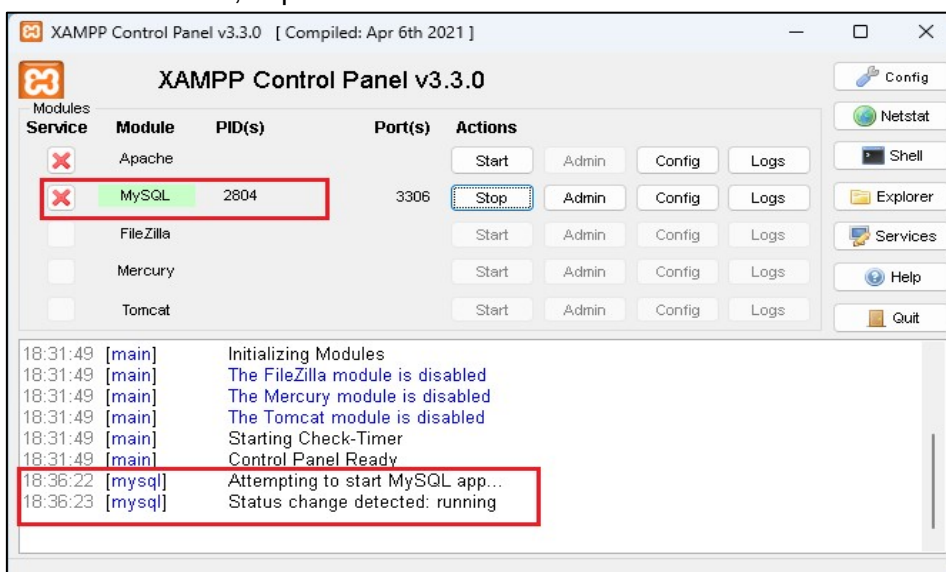 XAMPP Control Panel v3.3.0 [ Compiled: Apr 6th 2021 ]
XAMPP Control Panel v3.3.0
Config
Modules
Service Module PID(s) Port(s) Actions
Netstat
Apache Start Admin Config Logs
Shell
MySQL 2804 3306 Stop Admin Config Logs
Explorer
FileZilla Start Admin Config Logs
Services
Mercury Start Admin Config Logs
Help
Tomcat Start Admin Config Logs
Quit
18:31:49 [main] Initializing Modules
18:31:49 [main] The FileZilla module is disabled
18:31:49 [main] The Mercury module is disabled
18:31:49 [main] The Tomcat module is disabled
18:31:49 [main] Starting Check-Timer
18:31:49 [main] Control Panel Ready
18:36:22 [mysql] Attempting to start MySQL app...
18:36:23 [mysql] Status change detected: running